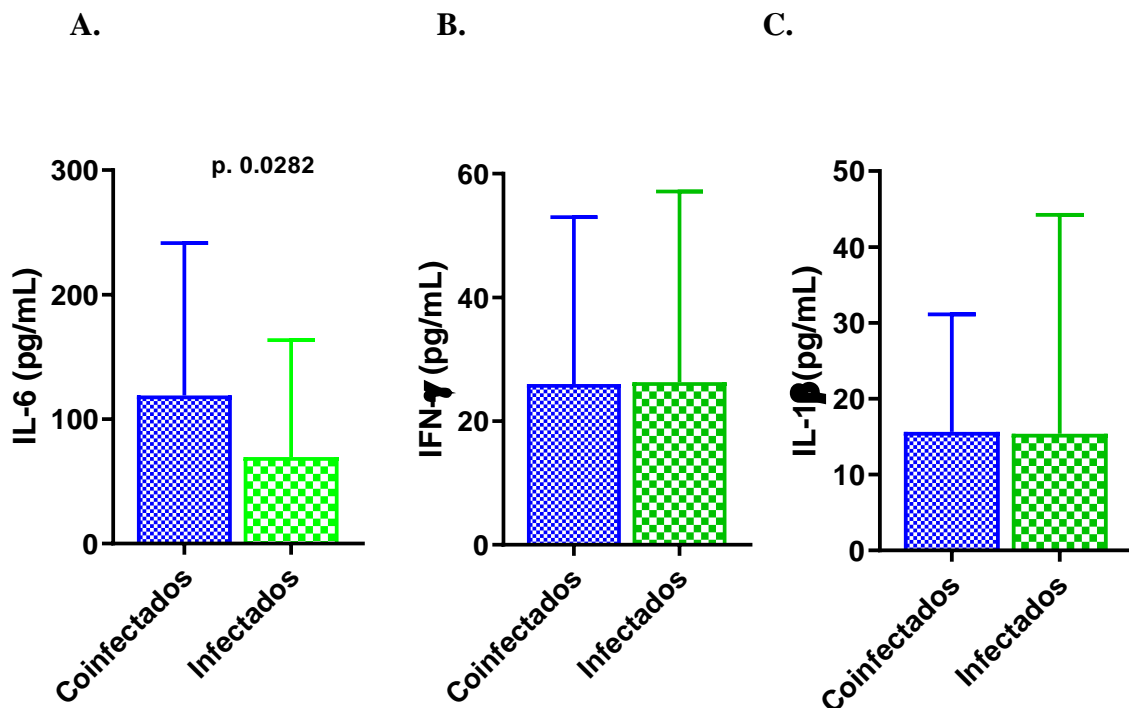 A.
B.
C.
p. 0.0282
IL-6 (pg/mL)
300
200
100
0
Coinfectados
Infectados
IFN-γ (pg/mL)
60
40
20
0
Coinfectados
Infectados
IL-1β (pg/mL)
50
40
30
20
10
0
Coinfectados
Infectados